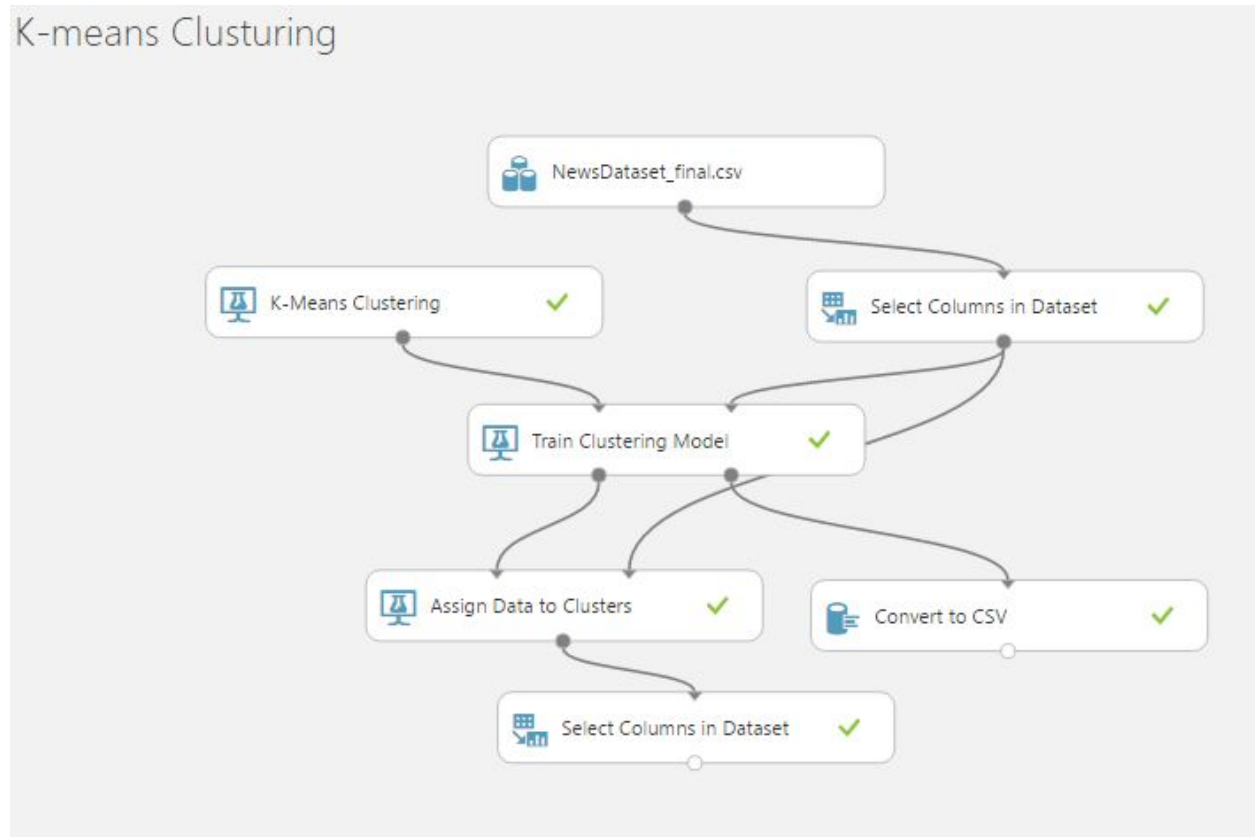 K-means Clusturing
NewsDataset_final.csv
K-Means Clustering
Select Columns in Dataset
Train Clustering Model
Assign Data to Clusters
Convert to CSV
Select Columns in Dataset